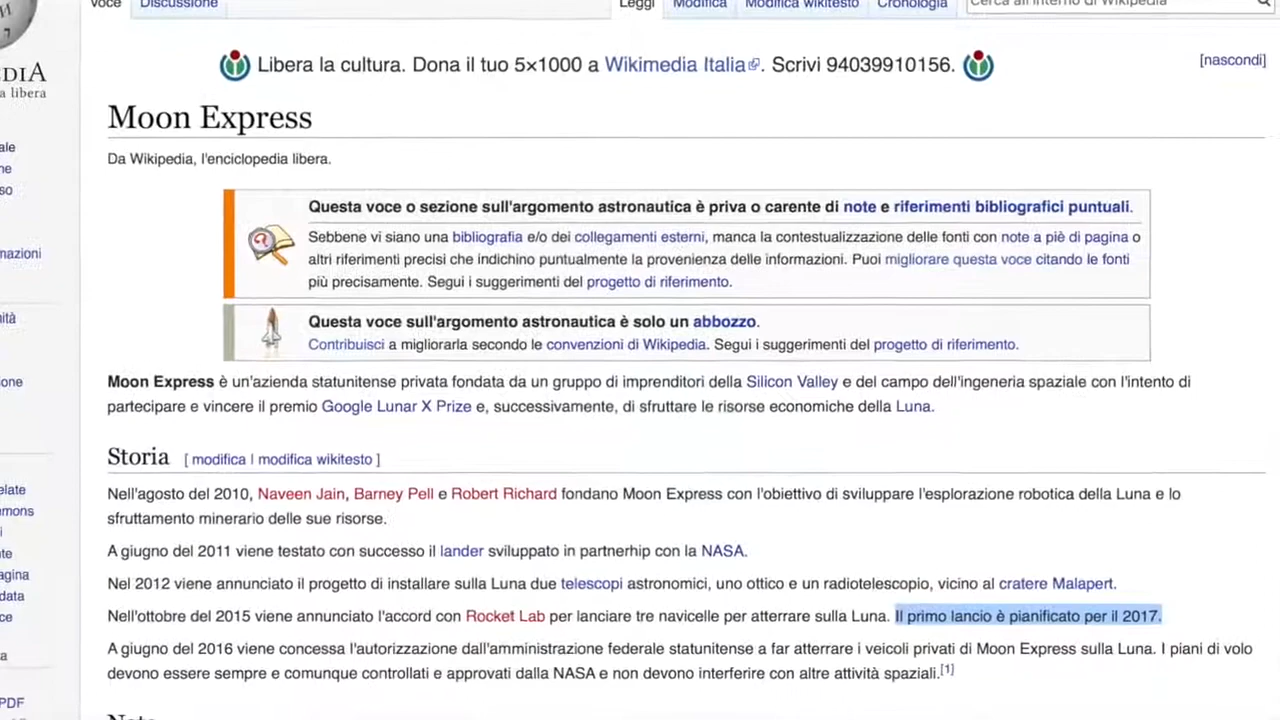 Voce Discussione Leggi Modifica Modifica wikitesto Cronologia Cerca all'interno di Wikipedia
Libera la cultura. Dona il tuo 5×1000 a Wikimedia Italia. Scrivi 94039910156. [nascondi]
Moon Express
Da Wikipedia, l'enciclopedia libera.
Questa voce o sezione sull'argomento astronautica è priva o carente di note e riferimenti bibliografici puntuali.
Sebbene vi siano una bibliografia e/o dei collegamenti esterni, manca la contestualizzazione delle fonti con note a piè di pagina o
altri riferimenti precisi che indichino puntualmente la provenienza delle informazioni. Puoi migliorare questa voce citando le fonti
più precisamente. Segui i suggerimenti del progetto di riferimento.
Questa voce sull'argomento astronautica è solo un abbozzo.
Contribuisci a migliorarla secondo le convenzioni di Wikipedia. Segui i suggerimenti del progetto di riferimento.
Moon Express è un'azienda statunitense privata fondata da un gruppo di imprenditori della Silicon Valley e del campo dell'ingeneria spaziale con l'intento di
partecipare e vincere il premio Google Lunar X Prize e, successivamente, di sfruttare le risorse economiche della Luna.
Storia [ modifica | modifica wikitesto ]
Nell'agosto del 2010, Naveen Jain, Barney Pell e Robert Richard fondano Moon Express con l'obiettivo di sviluppare l'esplorazione robotica della Luna e lo
sfruttamento minerario delle sue risorse.
A giugno del 2011 viene testato con successo il lander sviluppato in partnerhip con la NASA.
Nel 2012 viene annunciato il progetto di installare sulla Luna due telescopi astronomici, uno ottico e un radiotelescopio, vicino al cratere Malapert.
Nell'ottobre del 2015 viene annunciato l'accord con Rocket Lab per lanciare tre navicelle per atterrare sulla Luna. Il primo lancio è pianificato per il 2017.
A giugno del 2016 viene concessa l'autorizzazione dall'amministrazione federale statunitense a far atterrare i veicoli privati di Moon Express sulla Luna. I piani di volo
devono essere sempre e comunque controllati e approvati dalla NASA e non devono interferire con altre attività spaziali.[1]